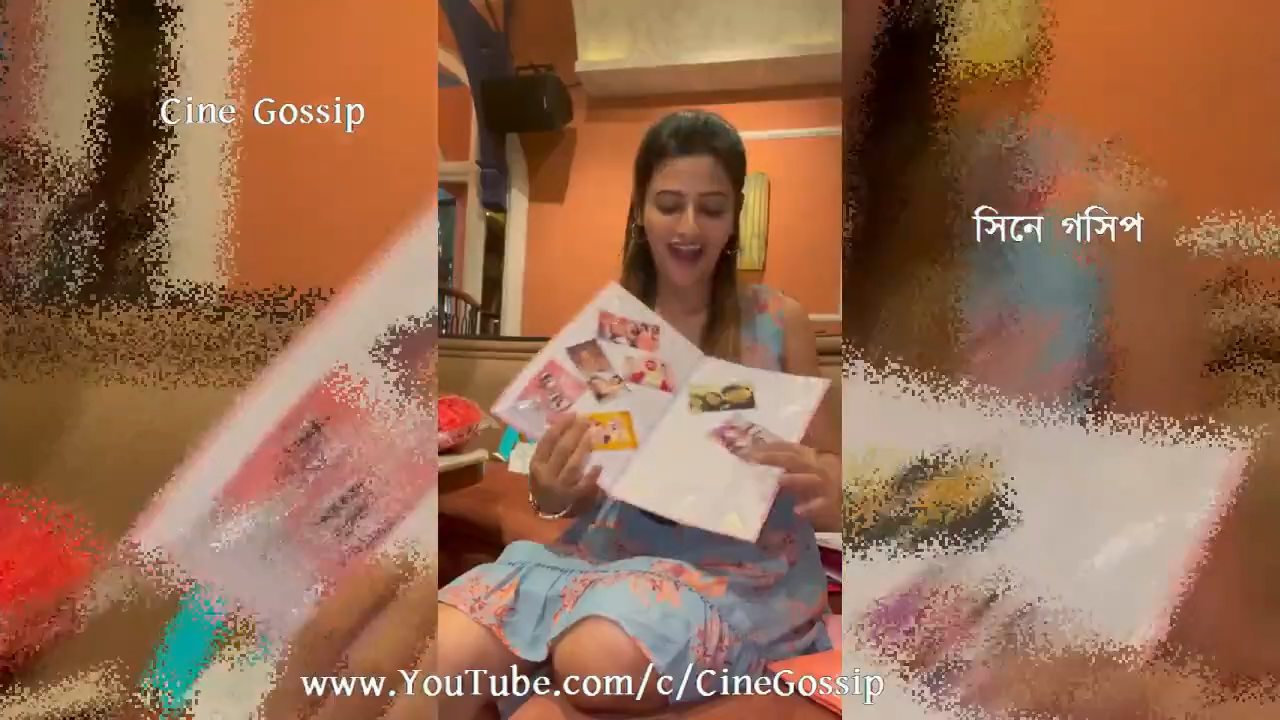 Cine Gossip
সিনে গসিপ
www.YouTube.com/c/CineGossip